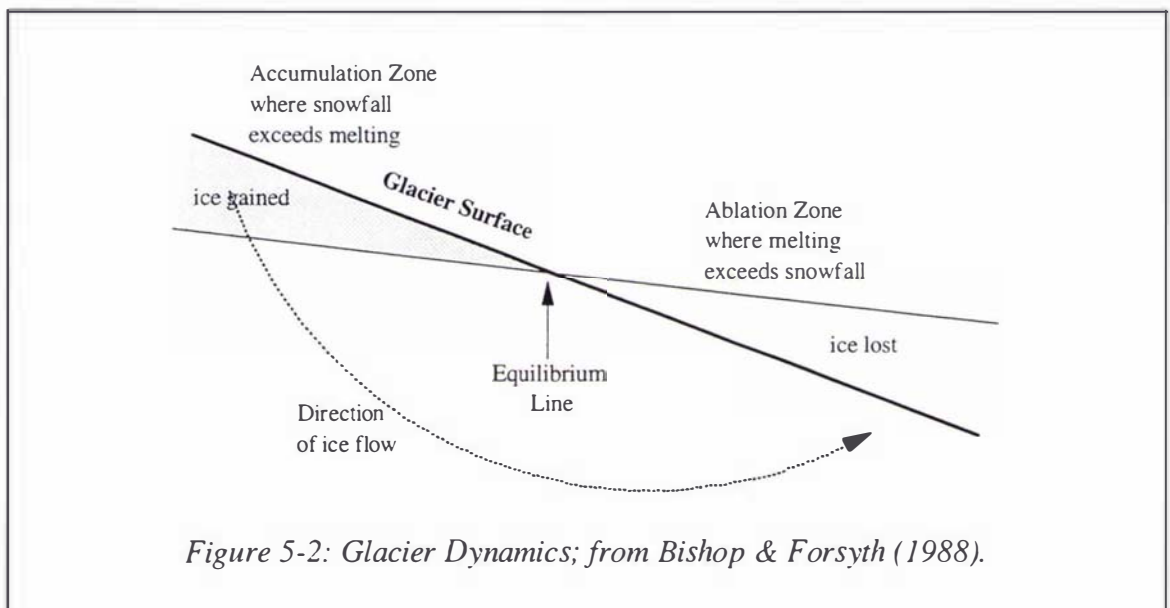 Accumulation Zone
where snowfall
exceeds melting
ice gained
Glacier Surface
Ablation Zone
where melting
exceeds snowfall
ice lost
Equilibrium
Line
Direction
of ice flow
Figure 5-2: Glacier Dynamics; from Bishop & Forsyth (1988).